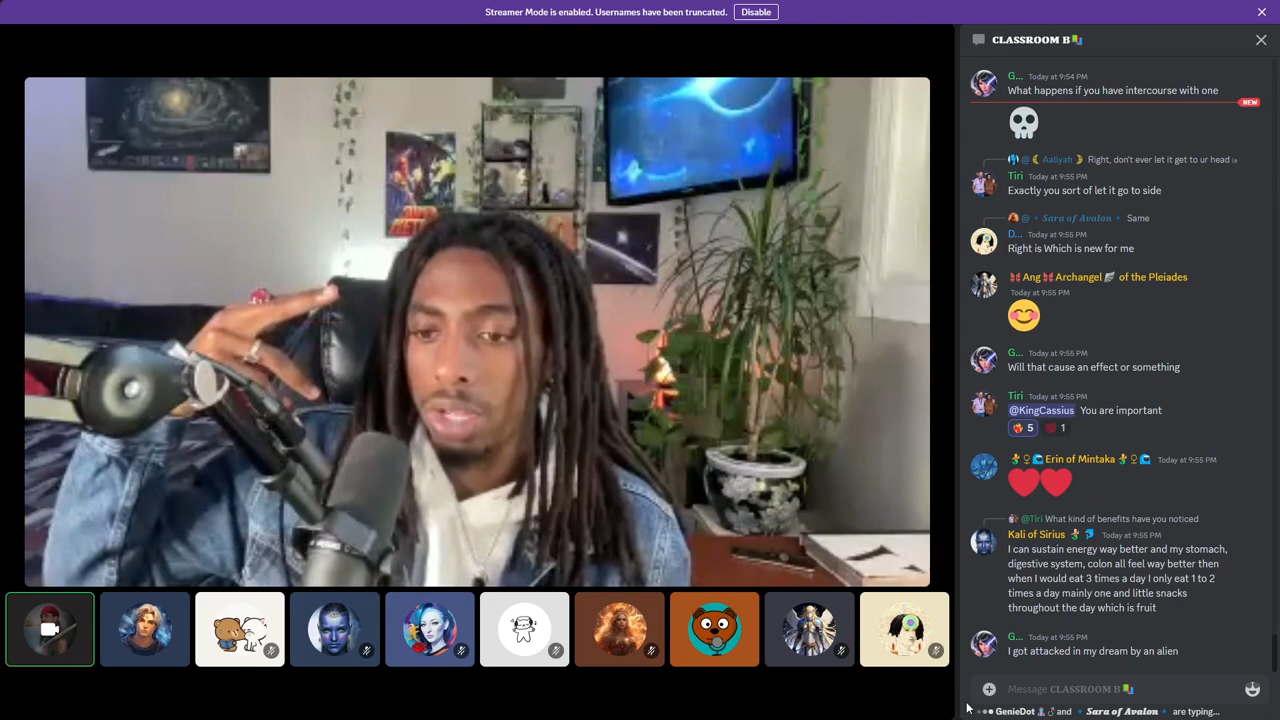 Streamer Mode is enabled. Usernames have been truncated. Disable
CLASSROOM B
G... Today at 9:54 PM
What happens if you have intercourse with one
NEW
@ Aaliyah Right, don't ever let it get to ur head
Tiri Today at 9:55 PM
Exactly you sort of let it go to side
@ Sara of Avalon Same
D... Today at 9:55 PM
Right is Which is new for me
Ang Archangel of the Pleiades
Today at 9:55 PM
G... Today at 9:55 PM
Will that cause an effect or something
Tiri Today at 9:55 PM
@KingCassius You are important
5 1
Erin of Mintaka Today at 9:55 PM
@Tiri What kind of benefits have you noticed
Kali of Sirius Today at 9:55 PM
I can sustain energy way better and my stomach,
digestive system, colon all feel way better then
when I would eat 3 times a day I only eat 1 to 2
times a day mainly one and little snacks
throughout the day which is fruit
G... Today at 9:55 PM
I got attacked in my dream by an alien
Message CLASSROOM B
GenieDot and Sara of Avalon are typing...